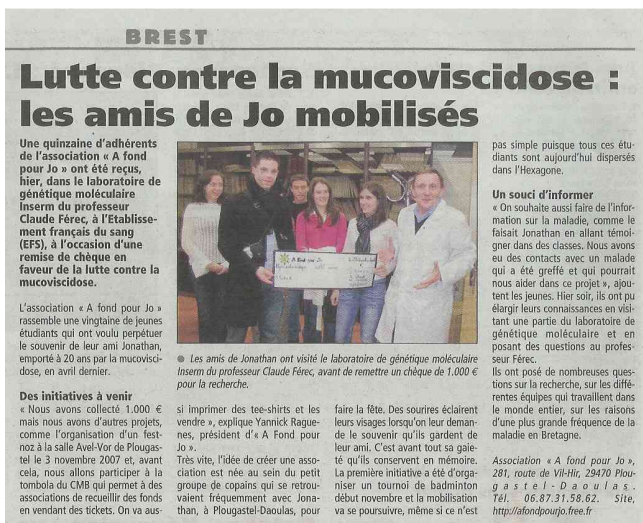 BREST
Lutte contre la mucoviscidose :
les amis de Jo mobilisés
Une quinzaine d'adhérents
de l'association « A fond
pour Jo » ont été reçus,
hier, dans le laboratoire de
génétique moléculaire
Inserm du professeur
Claude Férec, à l'Etablisse-
ment français du sang
(EFS), à l'occasion d'une
remise de chèque en
faveur de la lutte contre la
mucoviscidose.
L'association « A fond pour Jo »
rassemble une vingtaine de jeunes
étudiants qui ont voulu perpétuer
le souvenir de leur ami Jonathan,
emporté à 20 ans par la mucovisci-
dose, en avril dernier.
Des initiatives à venir
« Nous avons collecté 1.000 €
mais nous avons d'autres projets,
comme l'organisation d'un fest-
noz à la salle Avel-Vor de Plougas-
tel le 3 novembre 2007 et, avant
cela, nous allons participer à la
tombola du CMB qui permet à des
associations de recueillir des fonds
en vendant des tickets. On va aus-
A Fond pour Jo
● Les amis de Jonathan ont visité le laboratoire de génétique moléculaire
Inserm du professeur Claude Férec, avant de remettre un chèque de 1.000 €
pour la recherche.
si imprimer des tee-shirts et les
vendre », explique Yannick Rague-
nes, président d'« A Fond pour
Jo ».
Très vite, l'idée de créer une asso-
ciation est née au sein du petit
groupe de copains qui se retrou-
vaient fréquemment avec Jona-
than, à Plougastel-Daoulas, pour
faire la fête. Des sourires éclairent
leurs visages lorsqu'on leur deman-
de le souvenir qu'ils gardent de
leur ami. C'est avant tout sa gaie-
té qu'ils conservent en mémoire.
La première initiative a été d'orga-
niser un tournoi de badminton
début novembre et la mobilisation
va se poursuivre, même si ce n'est
pas simple puisque tous ces étu-
diants sont aujourd'hui dispersés
dans l'Hexagone.
Un souci d'informer
« On souhaite aussi faire de l'infor-
mation sur la maladie, comme le
faisait Jonathan en allant témoi-
gner dans des classes. Nous avons
eu des contacts avec un malade
qui a été greffé et qui pourrait
nous aider dans ce projet », ajou-
tent les jeunes. Hier soir, ils ont pu
élargir leurs connaissances en visi-
tant une partie du laboratoire de
génétique moléculaire et en
posant des questions au profes-
seur Férec.
Ils ont posé de nombreuses ques-
tions sur la recherche, sur les diffé-
rentes équipes qui travaillent dans
le monde entier, sur les raisons
d'une plus grande fréquence de la
maladie en Bretagne.
Association « A fond pour Jo »,
281, route de Vil-Hir, 29470 Plou-
gastel-Daoulas.
Tél. 06.87.31.58.62. Site,
http://afondpourjo.free.fr